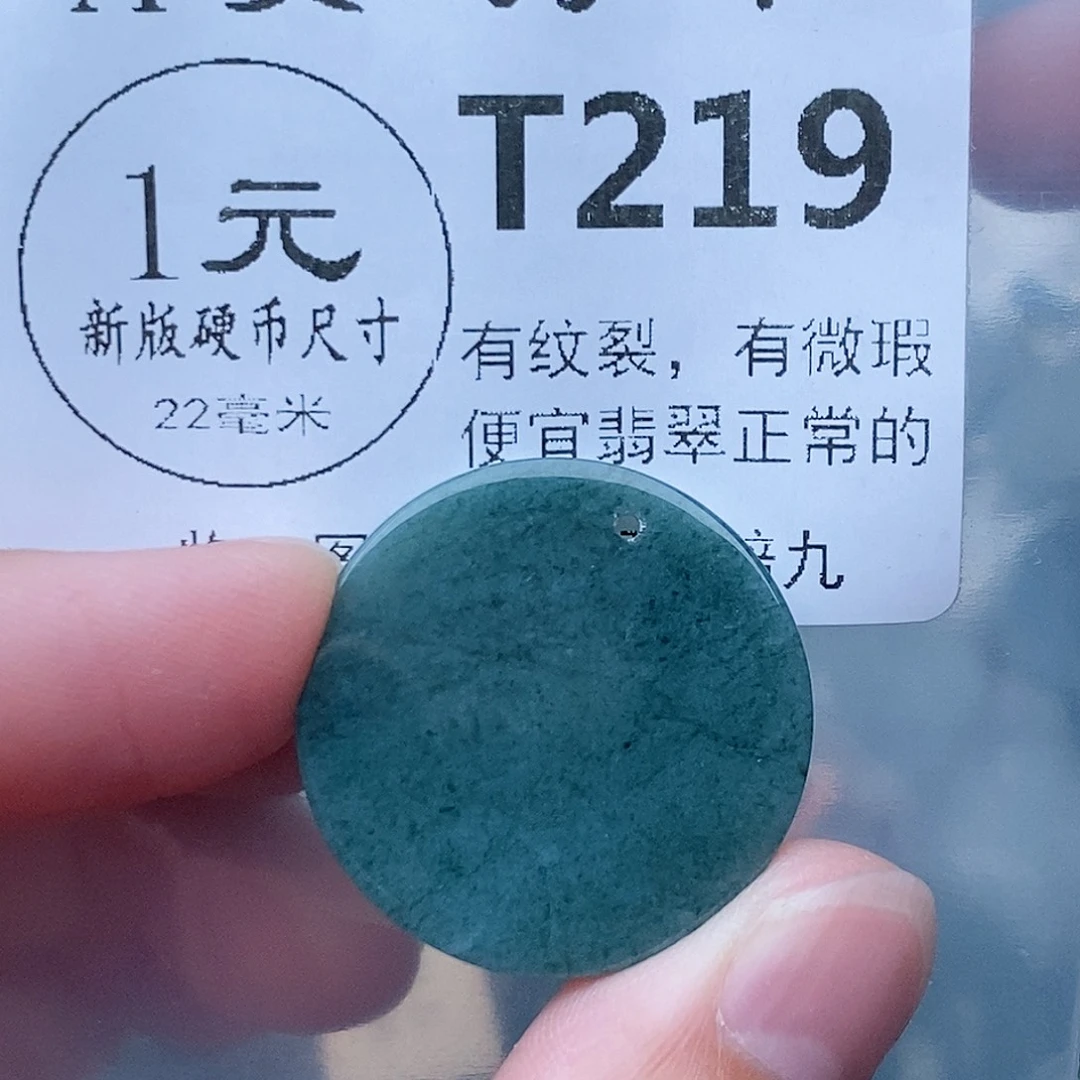 T219
1元
新版硬币尺寸
22毫米
有纹裂，有微瑕
便宜翡翠正常的
九